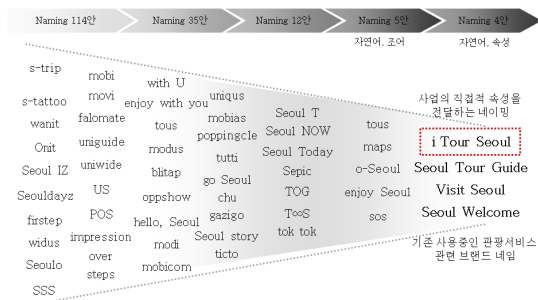 Naming 114안
Naming 35안
Naming 12안
Naming 5안
Naming 4안
자연어, 조어
자연어, 속성
s-trip
s-tattoo
wanit
Onit
Seoul IZ
Seouldayz
firstep
widus
Seoulo
SSS
mobi
movi
falomate
uniguide
uniwide
US
POS
impression
over
steps
with U
enjoy with you
tous
modus
blitap
oppshow
hello, Seoul
modi
mobicom
uniqus
mobias
poppingcle
tutti
go Seoul
chu
gazigo
Seoul story
ticto
Seoul T
Seoul NOW
Seoul Today
Sepic
TOG
T∞S
tok tok
tous
maps
o-Seoul
enjoy Seoul
sos
사업의 직접적 속성을
전달하는 네이밍
i Tour Seoul
Seoul Tour Guide
Visit Seoul
Seoul Welcome
기존 사용중인 관광서비스
관련 브랜드 네임